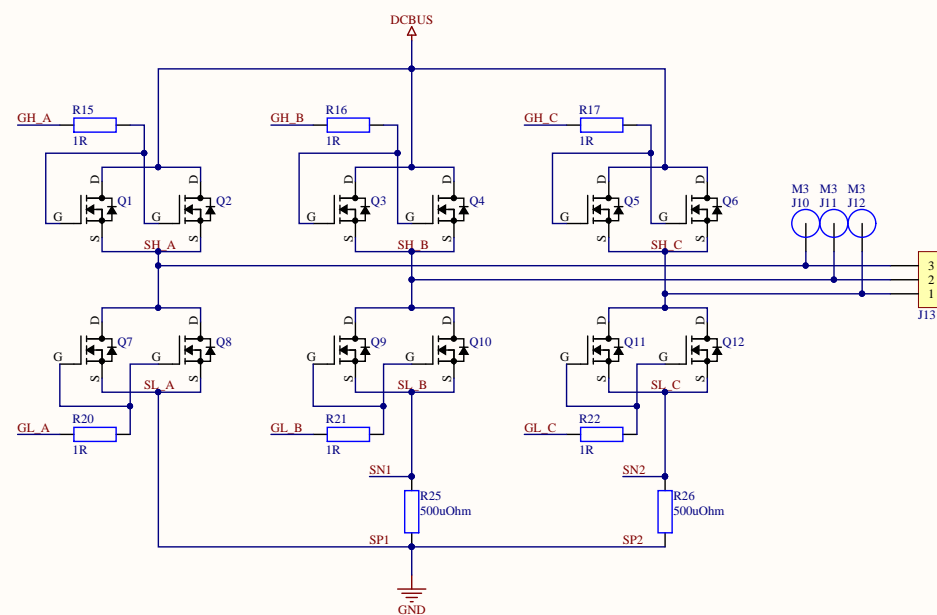 DCBUS
GH_A R15 1R
GH_B R16 1R
GH_C R17 1R
D D D D D D
G Q1 G Q2 G Q3 G Q4 G Q5 G Q6
S S S S S S
SH_A SH_B SH_C
M3 M3 M3
J10 J11 J12
3
2
1
J13
D D D D D D
G Q7 G Q8 G Q9 G Q10 G Q11 G Q12
S S S S S S
SL_A SL_B SL_C
GL_A R20 1R
GL_B R21 1R
GL_C R22 1R
SN1 SN2
R25 R26
500uOhm 500uOhm
SP1 SP2
GND